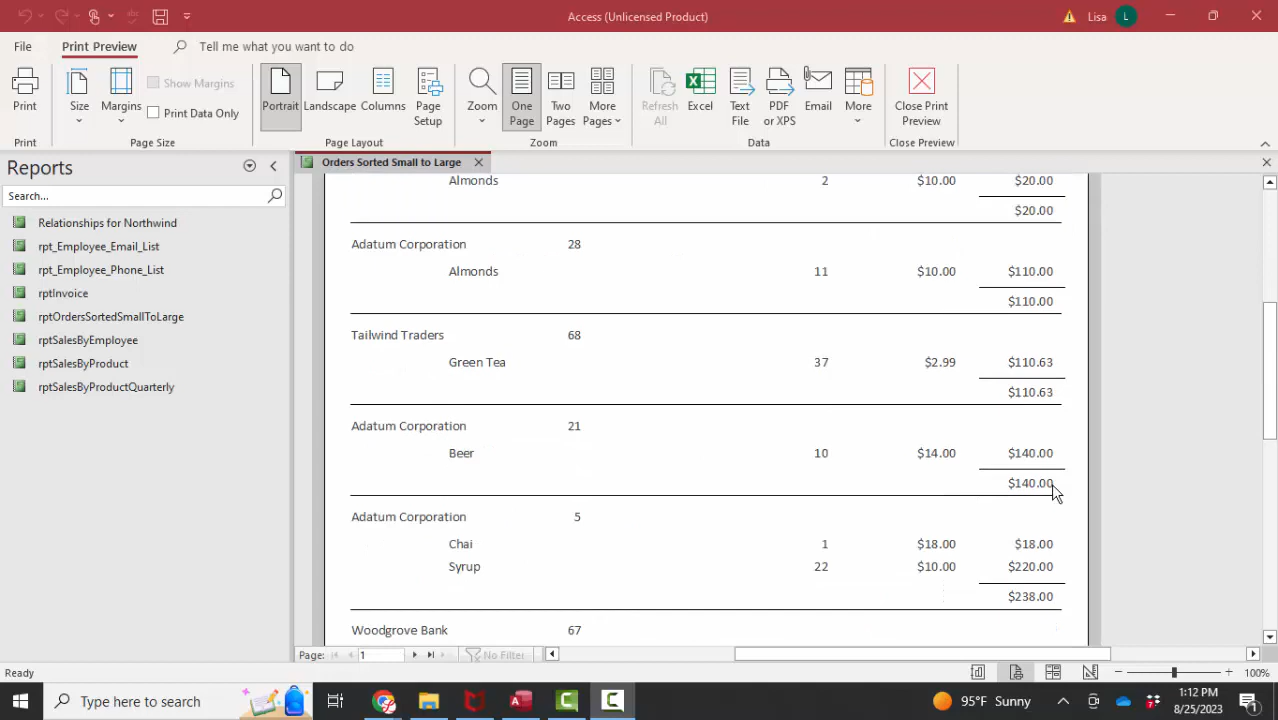 Access (Unlicensed Product)
Lisa
L
File
Print Preview
Tell me what you want to do
Print
Size
Margins
Show Margins
Print Data Only
Portrait
Landscape
Columns
Page Setup
Zoom
One Page
Two Pages
More Pages
Refresh All
Excel
Text File
PDF or XPS
Email
More
Close Print Preview
Print
Page Size
Page Layout
Zoom
Data
Close Preview
Reports
Search...
Relationships for Northwind
rpt_Employee_Email_List
rpt_Employee_Phone_List
rptInvoice
rptOrdersSortedSmallToLarge
rptSalesByEmployee
rptSalesByProduct
rptSalesByProductQuarterly
Orders Sorted Small to Large
Almonds 2 $10.00 $20.00
$20.00
Adatum Corporation 28
Almonds 11 $10.00 $110.00
$110.00
Tailwind Traders 68
Green Tea 37 $2.99 $110.63
$110.63
Adatum Corporation 21
Beer 10 $14.00 $140.00
$140.00
Adatum Corporation 5
Chai 1 $18.00 $18.00
Syrup 22 $10.00 $220.00
$238.00
Woodgrove Bank 67
Page: 1 No Filter
Ready
100%
Type here to search
95°F Sunny
1:12 PM
8/25/2023
1